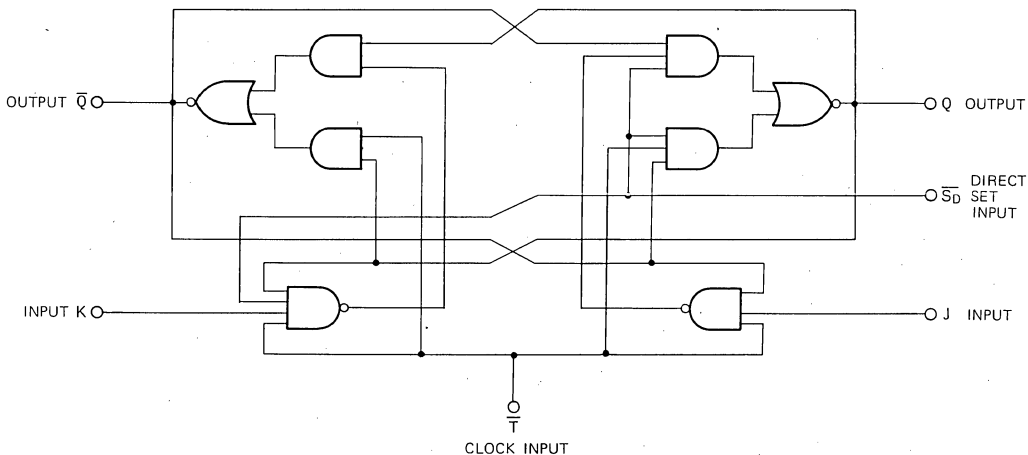 OUTPUT Q̅
Q OUTPUT
S̅D̅ DIRECT SET INPUT
INPUT K
J INPUT
T̅
CLOCK INPUT